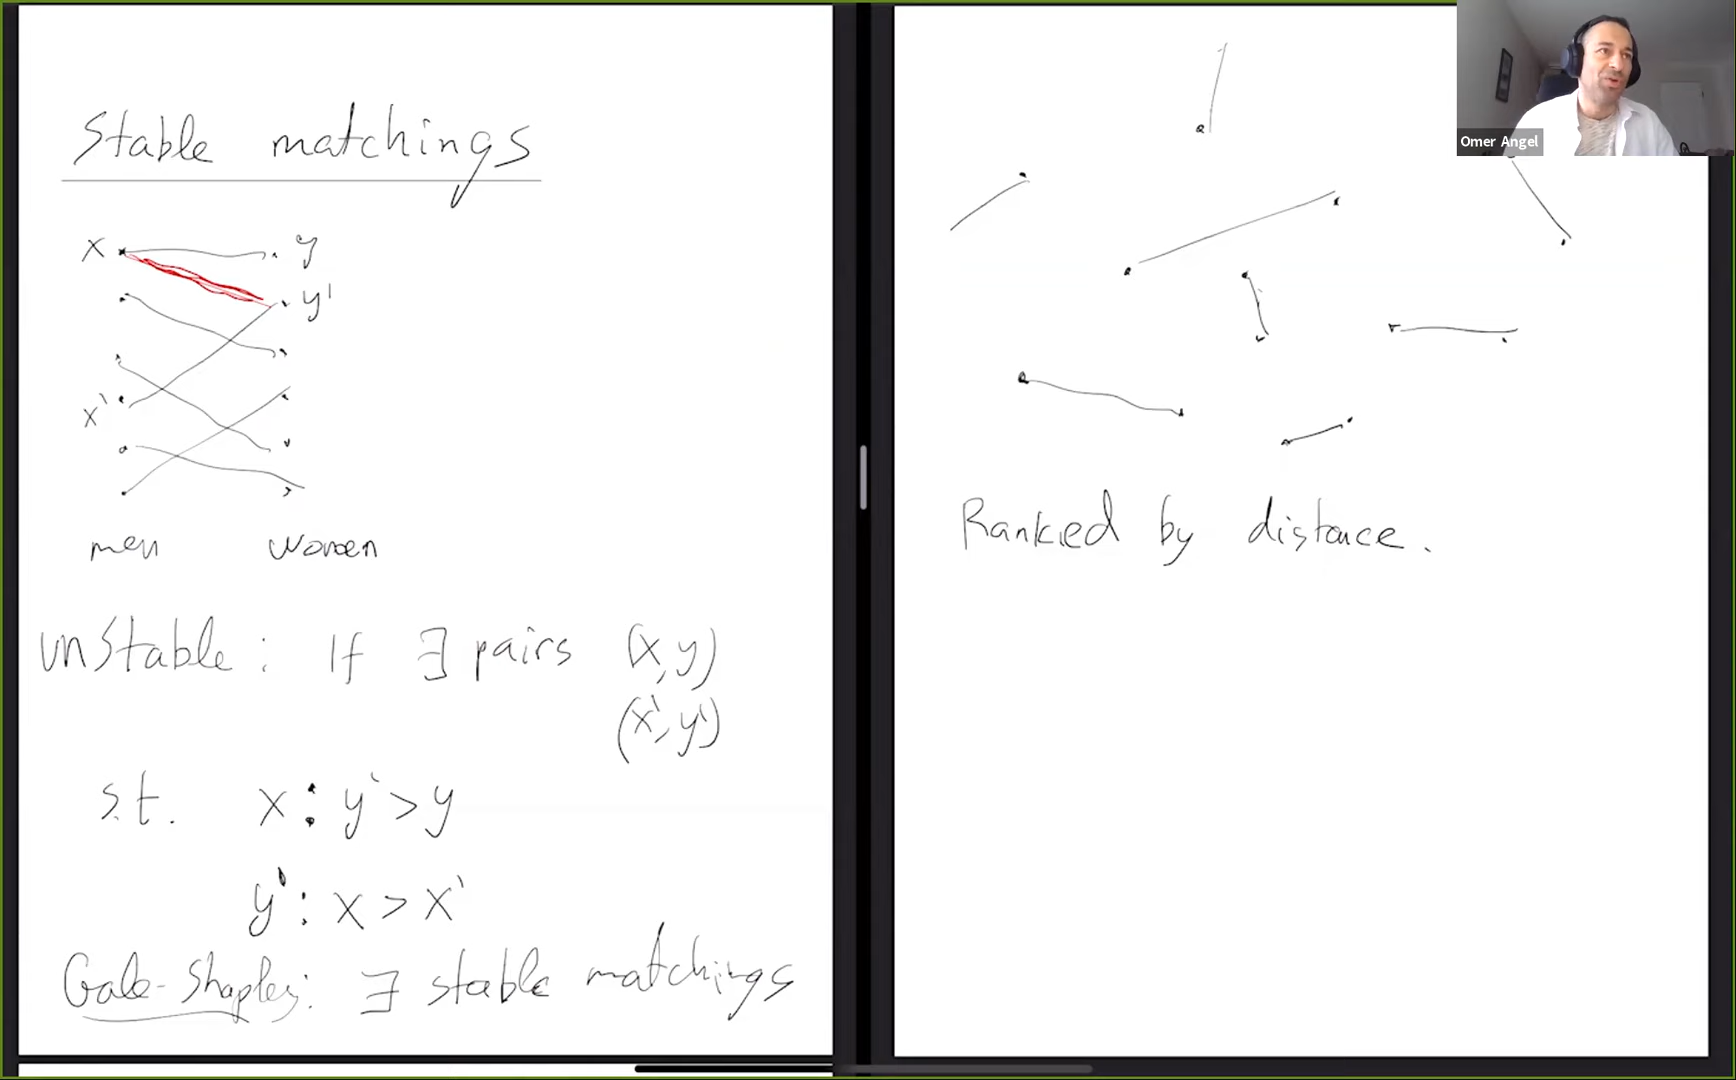 Stable matchings
x y
y'
x'
men women
unstable : If ∃ pairs (x,y)
(x',y')
s.t. x : y' > y
y' : x > x'
Gale-Shapley: ∃ stable matchings
Omer Angel
Ranked by distance.